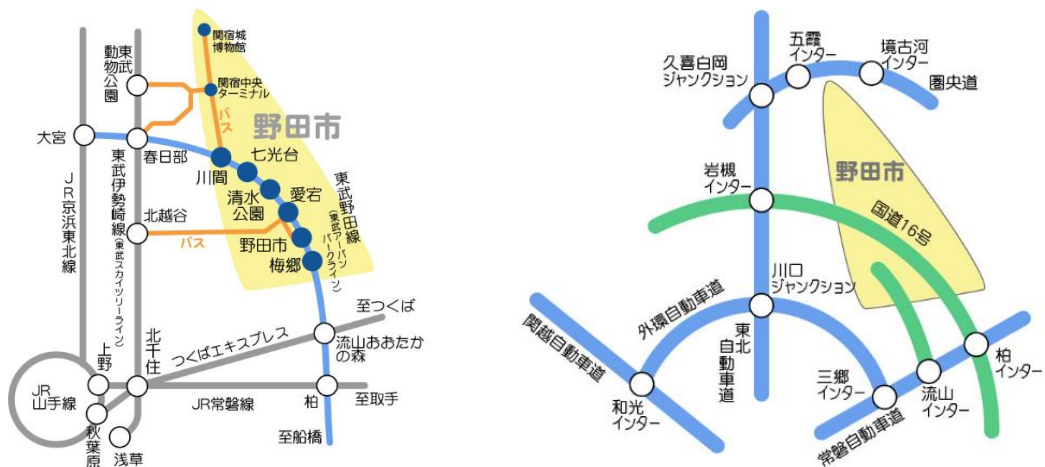 関宿城
博物館
東武
動物公園
関宿中央
ターミナル
バス
野田市
大宮
春日部
川間
七光台
清水
公園
愛宕
野田市
梅郷
東武野田線
(東武アーバン
パークライン)
JR京浜東北線
東武伊勢崎線
(東武スカイツリーライン)
北越谷
バス
至つくば
つくばエキスプレス
流山おおたか
の森
上野
北千住
JR
山手線
JR常磐線
柏
至取手
秋葉原
浅草
至船橋
久喜白岡
ジャンクション
五霞
インター
境古河
インター
圏央道
岩槻
インター
野田市
国道16号
川口
ジャンクション
外環自動車道
関越自動車道
東北
自動車道
和光
インター
三郷
インター
流山
インター
柏
インター
常磐自動車道